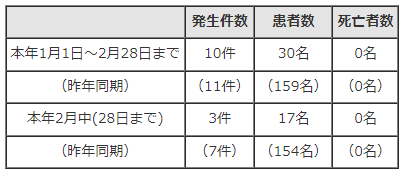 発生件数 患者数 死亡者数
本年1月1日～2月28日まで 10件 30名 0名
（昨年同期） （11件） （159名） （0名）
本年2月中(28日まで) 3件 17名 0名
（昨年同期） （7件） （154名） （0名）